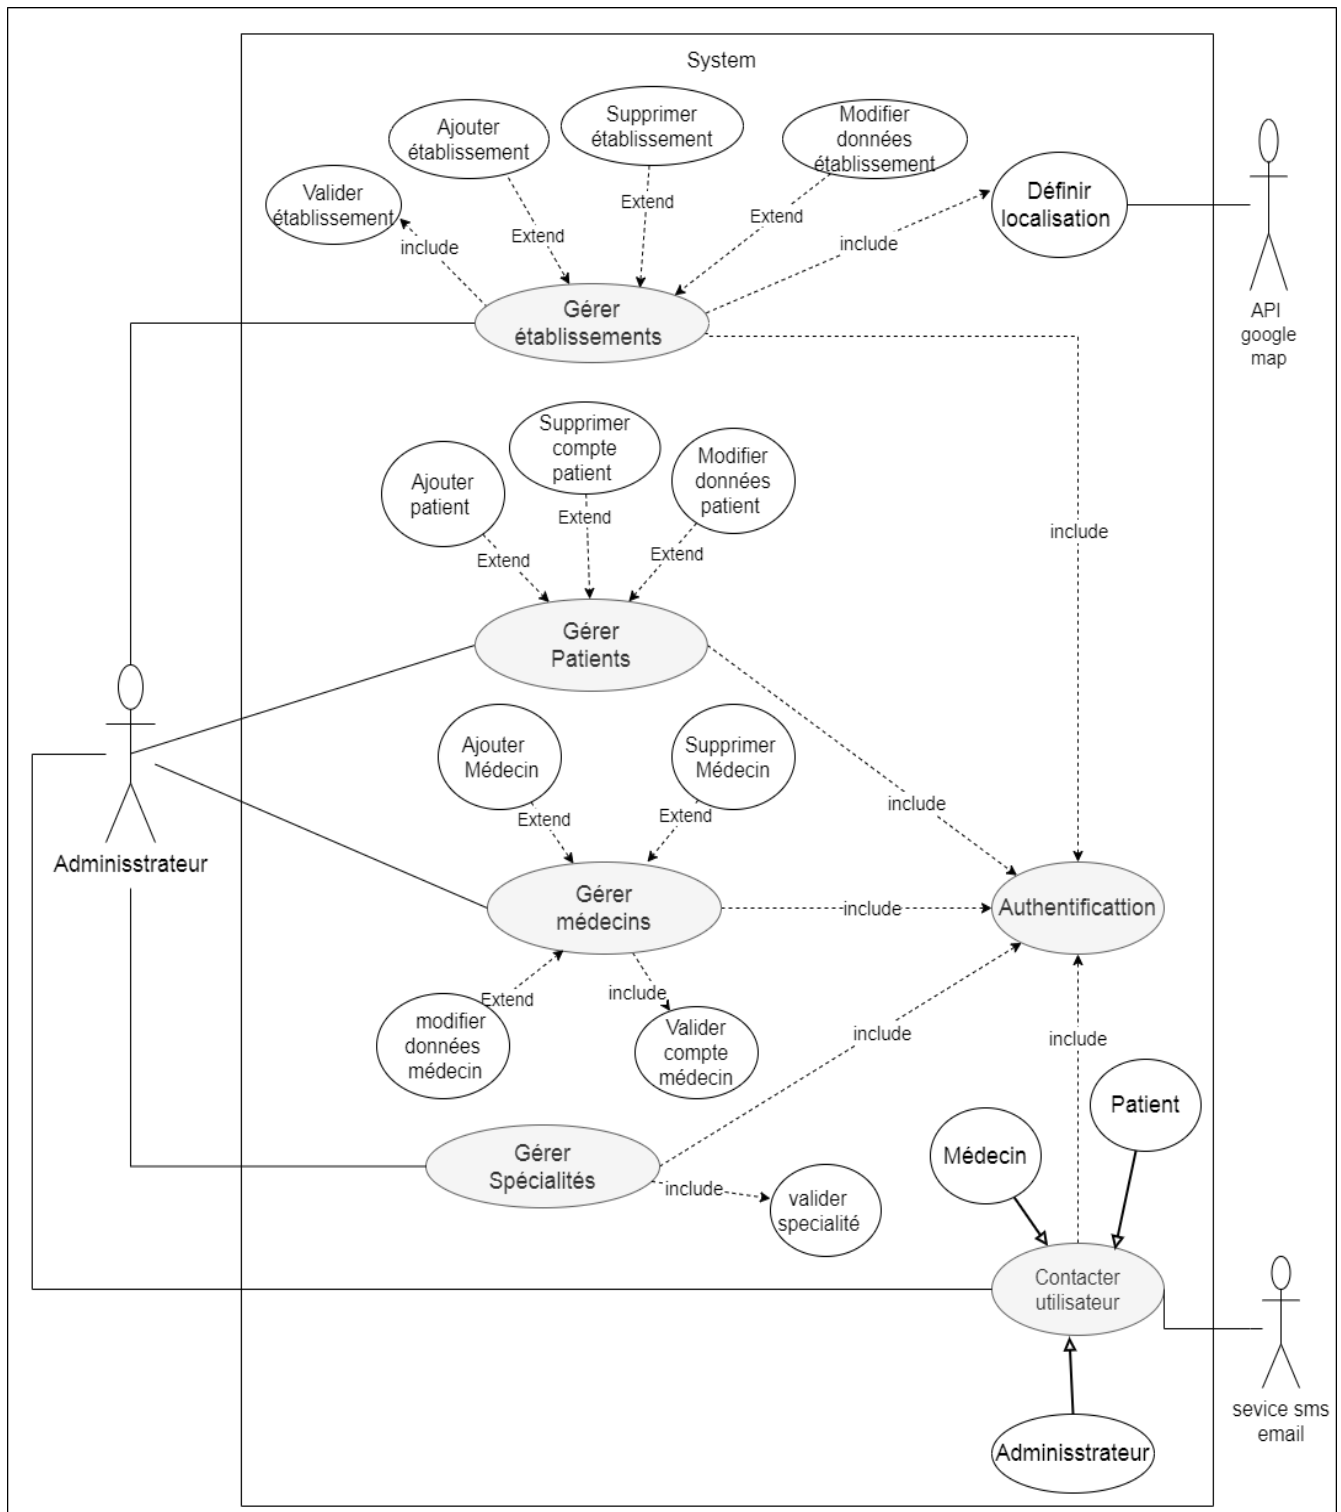 System
Ajouter
établissement
Supprimer
établissement
Modifier
données
établissement
Valider
établissement
Définir
localisation
include
Extend
Extend
Extend
include
Gérer
établissements
API
google
map
Supprimer
compte
patient
Ajouter
patient
Modifier
données
patient
Extend
Extend
Extend
include
Gérer
Patients
Ajouter
Médecin
Supprimer
Médecin
Extend
Extend
include
Adminisstrateur
Gérer
médecins
include
Authentificattion
Extend
include
modifier
données
médecin
Valider
compte
médecin
include
include
Gérer
Spécialités
include
valider
specialité
Médecin
Patient
Contacter
utilisateur
sevice sms
email
Adminisstrateur